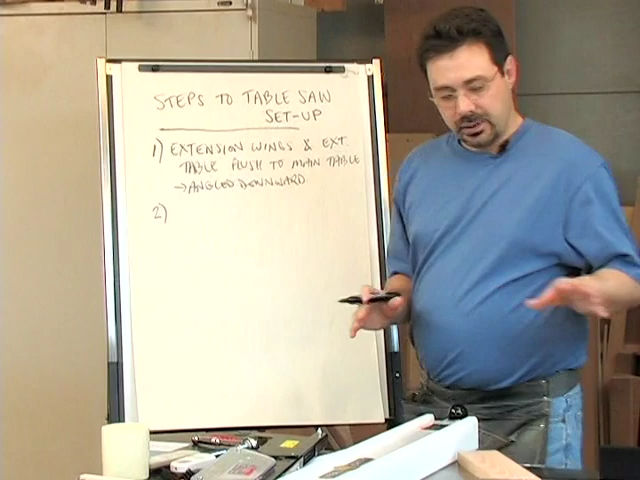 STEPS TO TABLE SAW
SET-UP
1) EXTENSION WINGS & EXT.
TABLE FLUSH TO MAIN TABLE
→ ANGLED DOWNWARD
2)